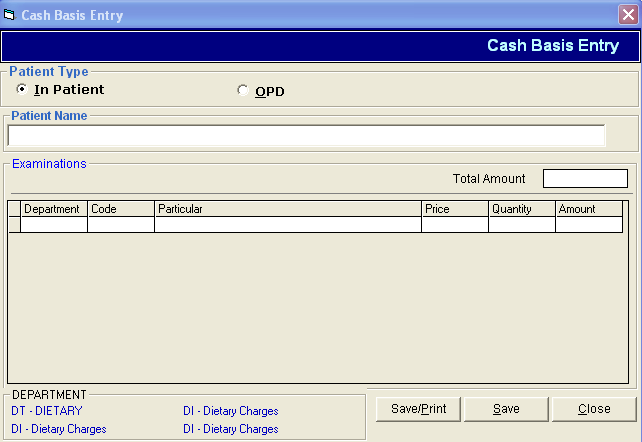 Cash Basis Entry
Cash Basis Entry
Patient Type
In Patient
OPD
Patient Name
Examinations
Total Amount
Department Code Particular Price Quantity Amount
DEPARTMENT
DT - DIETARY DI - Dietary Charges
DI - Dietary Charges DI - Dietary Charges
Save/Print Save Close